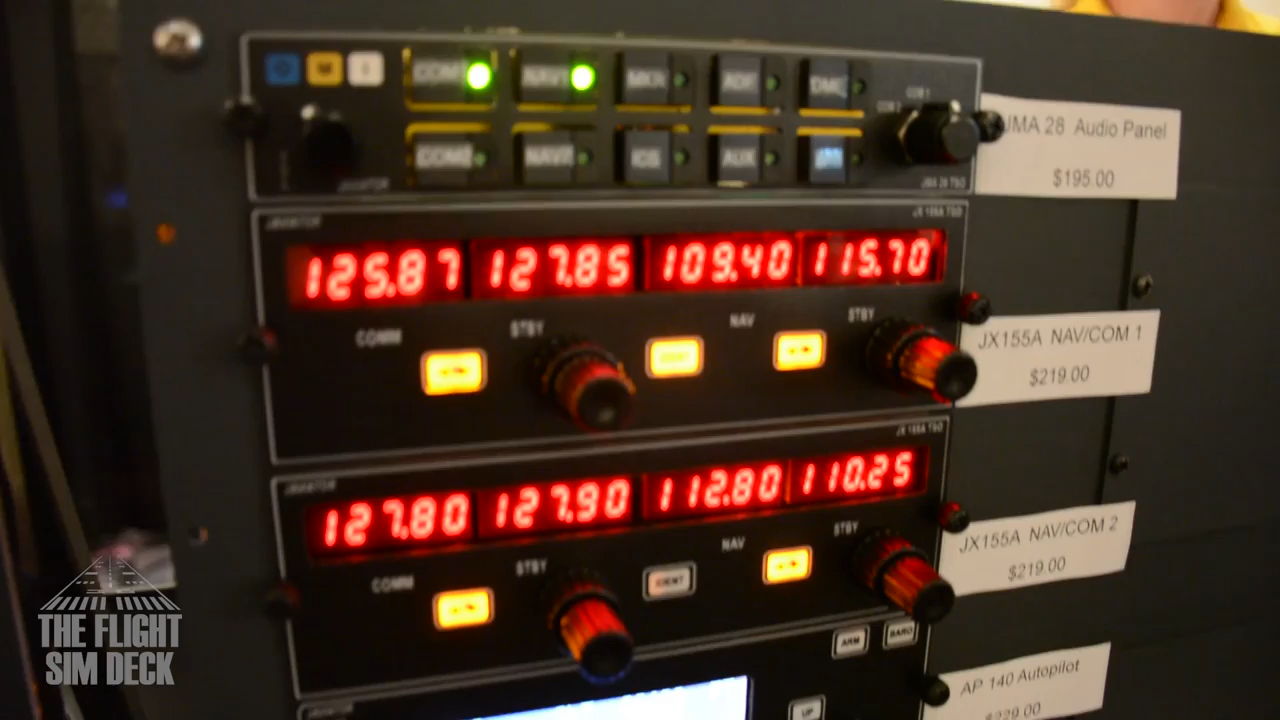 COM1 NAV1 MKR ADF DME
COM 1
COM2 NAV2 ICS AUX
JMA 28 Audio Panel
$195.00
JX 155A TSO
125.87 127.85 109.40 115.70
COMM STBY NAV STBY
JX155A NAV/COM 1
$219.00
JX 155A TSO
127.80 127.90 112.80 110.25
COMM STBY NAV STBY
IDENT
JX155A NAV/COM 2
$219.00
ARM BARO
UP
AP 140 Autopilot
$229.00
THE FLIGHT
SIM DECK